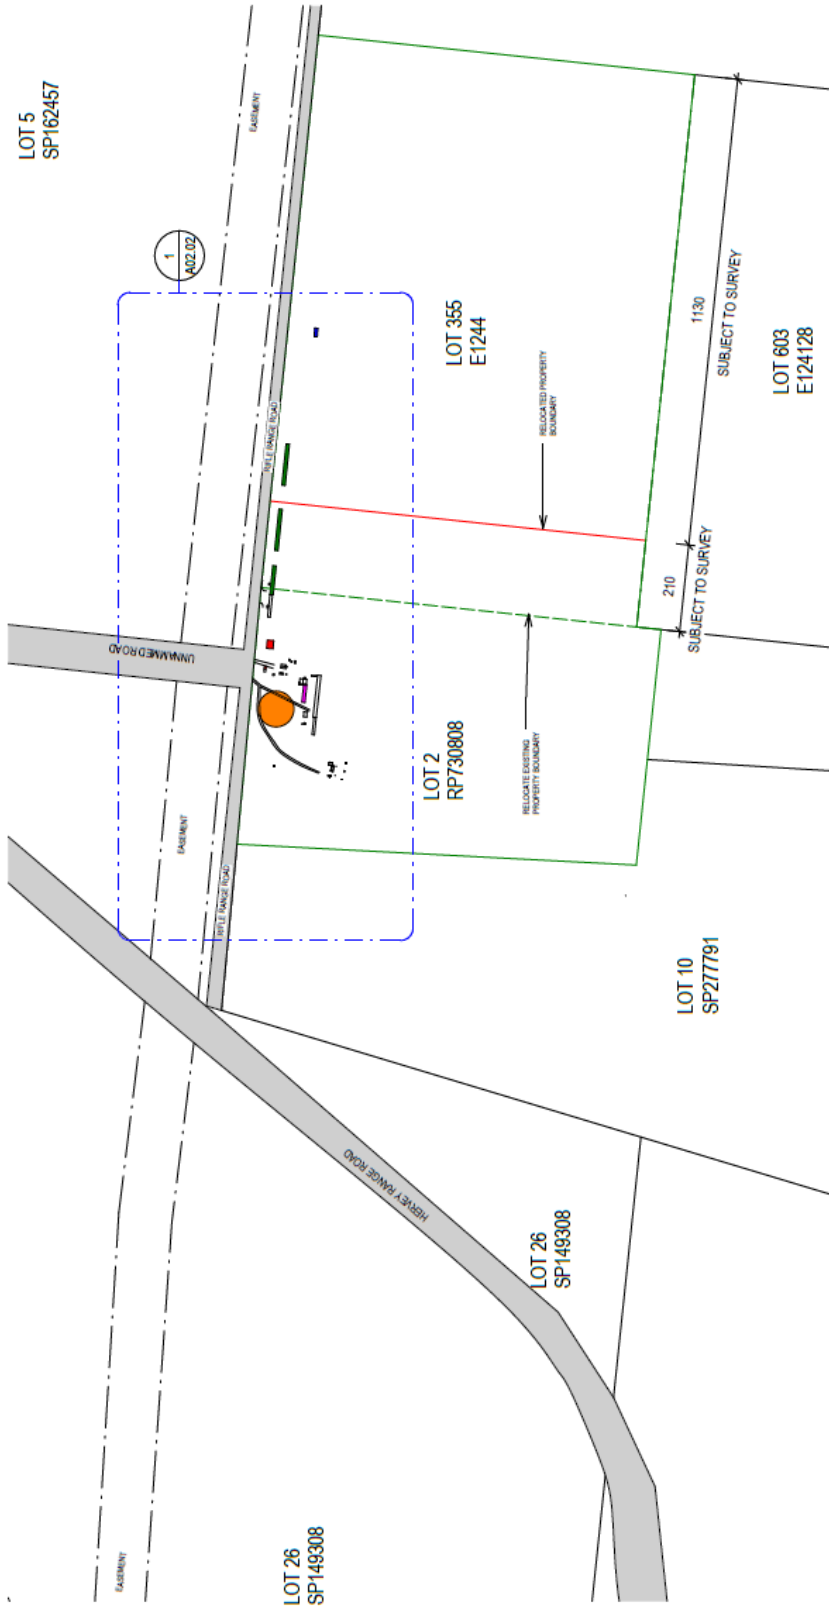 LOT 5
SP162457
EASEMENT
1
A02.02
LOT 355
E1244
1130
SUBJECT TO SURVEY
LOT 603
E124128
RELOCATED PROPERTY
BOUNDARY
RIFLE RANGE ROAD
210
SUBJECT TO SURVEY
UNNAMMED ROAD
LOT 2
RP730808
RELOCATE EXISTING
PROPERTY BOUNDARY
EASEMENT
RIFLE RANGE ROAD
LOT 10
SP277791
HERVEY RANGE ROAD
LOT 26
SP149308
EASEMENT
LOT 26
SP149308